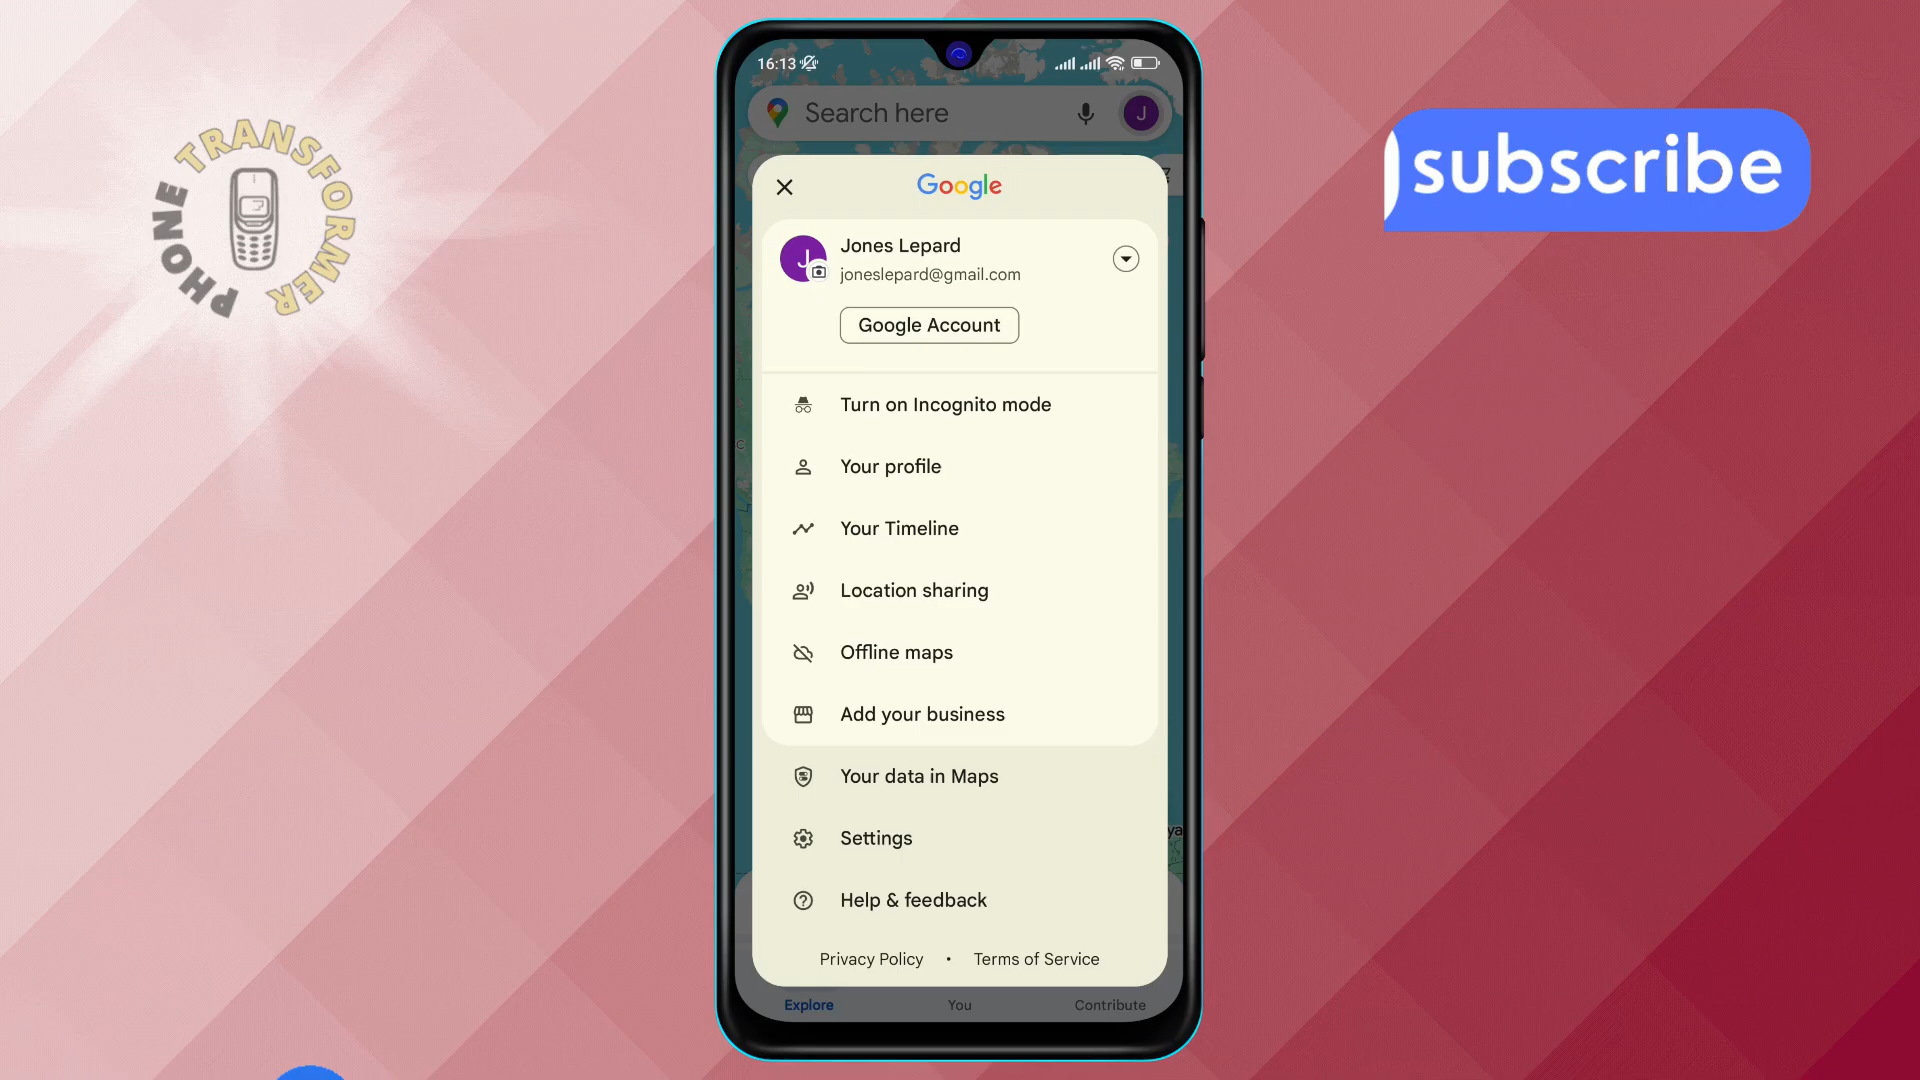 PHONE TRANSFORMER
subscribe
16:13
Search here
J
Google
J
Jones Lepard
joneslepard@gmail.com
Google Account
Turn on Incognito mode
Your profile
Your Timeline
Location sharing
Offline maps
Add your business
Your data in Maps
Settings
Help & feedback
Privacy Policy • Terms of Service
Explore
You
Contribute